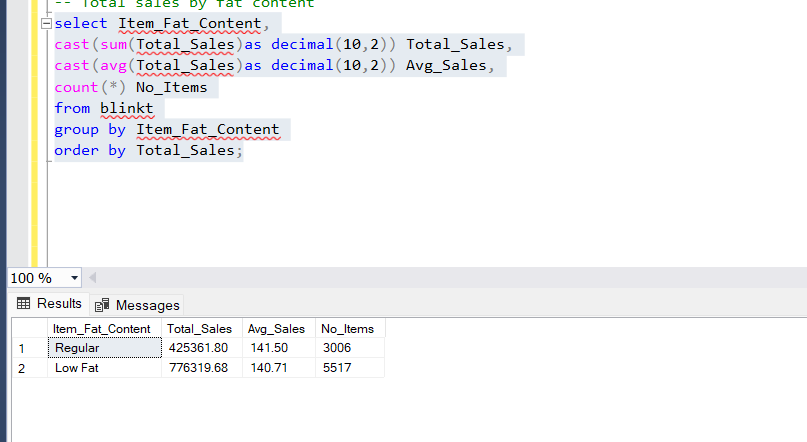 -- Total sales by fat content
select Item_Fat_Content,
cast(sum(Total_Sales)as decimal(10,2)) Total_Sales,
cast(avg(Total_Sales)as decimal(10,2)) Avg_Sales,
count(*) No_Items
from blinkt
group by Item_Fat_Content
order by Total_Sales;
100 %
Results Messages
Item_Fat_Content Total_Sales Avg_Sales No_Items
1 Regular 425361.80 141.50 3006
2 Low Fat 776319.68 140.71 5517